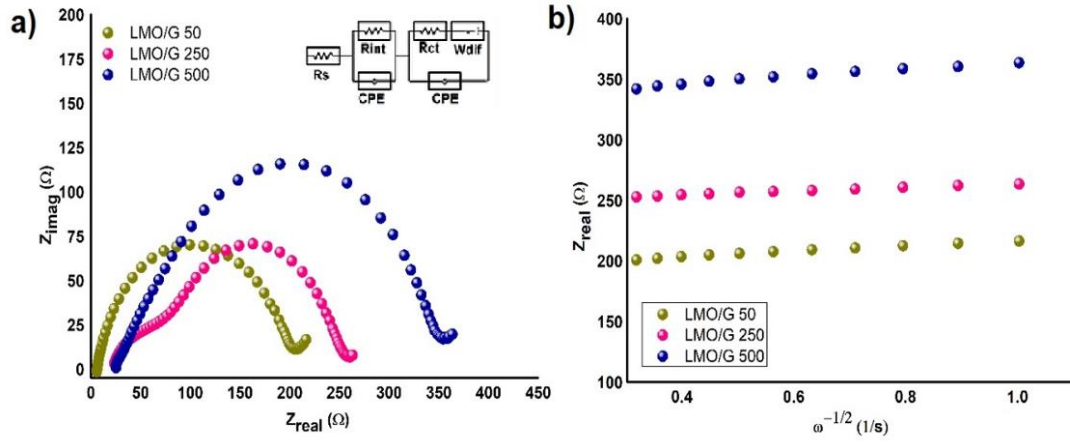 a)
200
175
150
125
100
75
50
25
0
Zimag (Ω)
LMO/G 50
LMO/G 250
LMO/G 500
Rs
Rint
CPE
Rct
Wdif
CPE
0 50 100 150 200 250 300 350 400 450
Zreal (Ω)
b)
400
350
300
250
200
150
100
Zreal (Ω)
LMO/G 50
LMO/G 250
LMO/G 500
0.4 0.6 0.8 1.0
ω-1/2 (1/s)